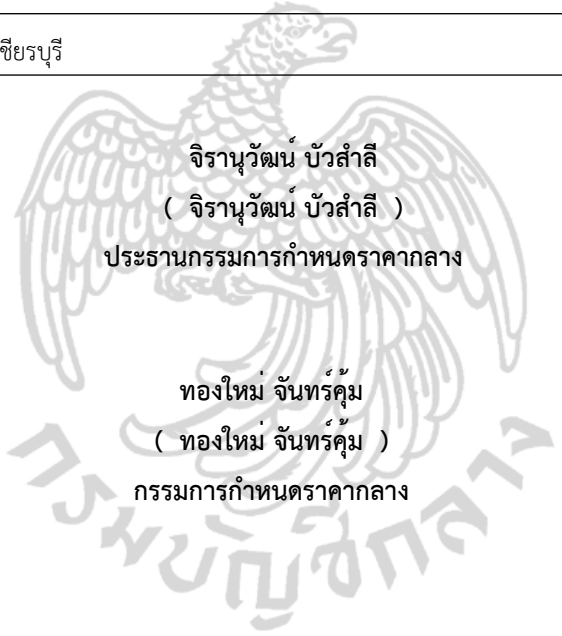 ชียรบุรี
จิรานุวัฒน์ บัวสำลี
( จิรานุวัฒน์ บัวสำลี )
ประธานกรรมการกำหนดราคากลาง
ทองใหม่ จันทร์คุ้ม
( ทองใหม่ จันทร์คุ้ม )
กรรมการกำหนดราคากลาง
กรมบัญชีกลาง